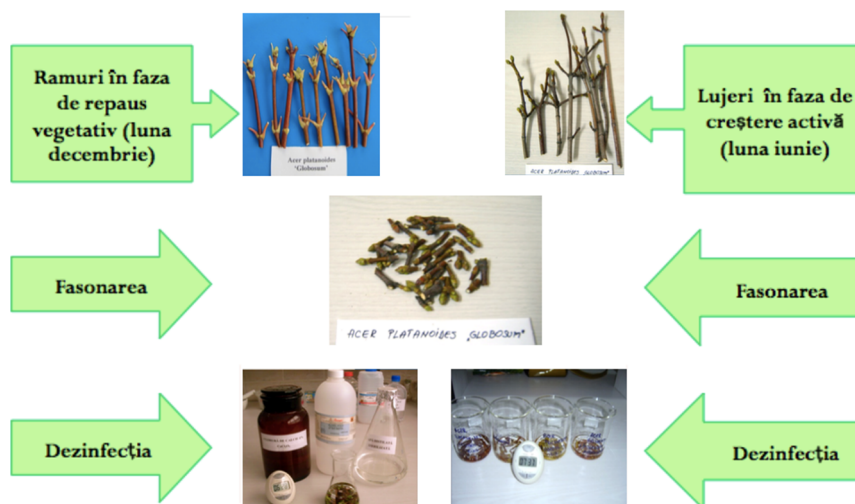 Ramuri în faza
de repaus
vegetativ (luna
decembrie)
Acer platanoides
'Globosum'
ACER PLATANOIDES GLOBOSUM"
Lujeri în faza de
creștere activă
(luna iunie)
Fasonarea
ACER PLATANOIDES „GLOBOSUM"
Fasonarea
Dezinfecția
Dezinfecția